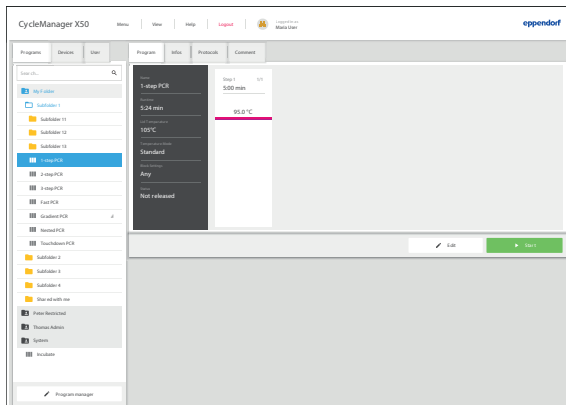 CycleManager X50
Menu
View
Help
Logout
Logged in as
Maria User
eppendorf
Programs
Devices
User
Program
Infos
Protocols
Comment
Search...
My Folder
Subfolder 1
Subfolder 11
Subfolder 12
Subfolder 13
1-step PCR
2-step PCR
3-step PCR
Fast PCR
Gradient PCR
Nested PCR
Touchdown PCR
Subfolder 2
Subfolder 3
Subfolder 4
Shared with me
Peter Restricted
Thomas Admin
System
Incubate
Program manager
Name
1-step PCR
Duration
5:24 min
Lid Temperature
105°C
Temperature Mode
Standard
Block Settings
Any
Status
Not released
Step 1
1/1
5:00 min
95.0 °C
Edit
Start